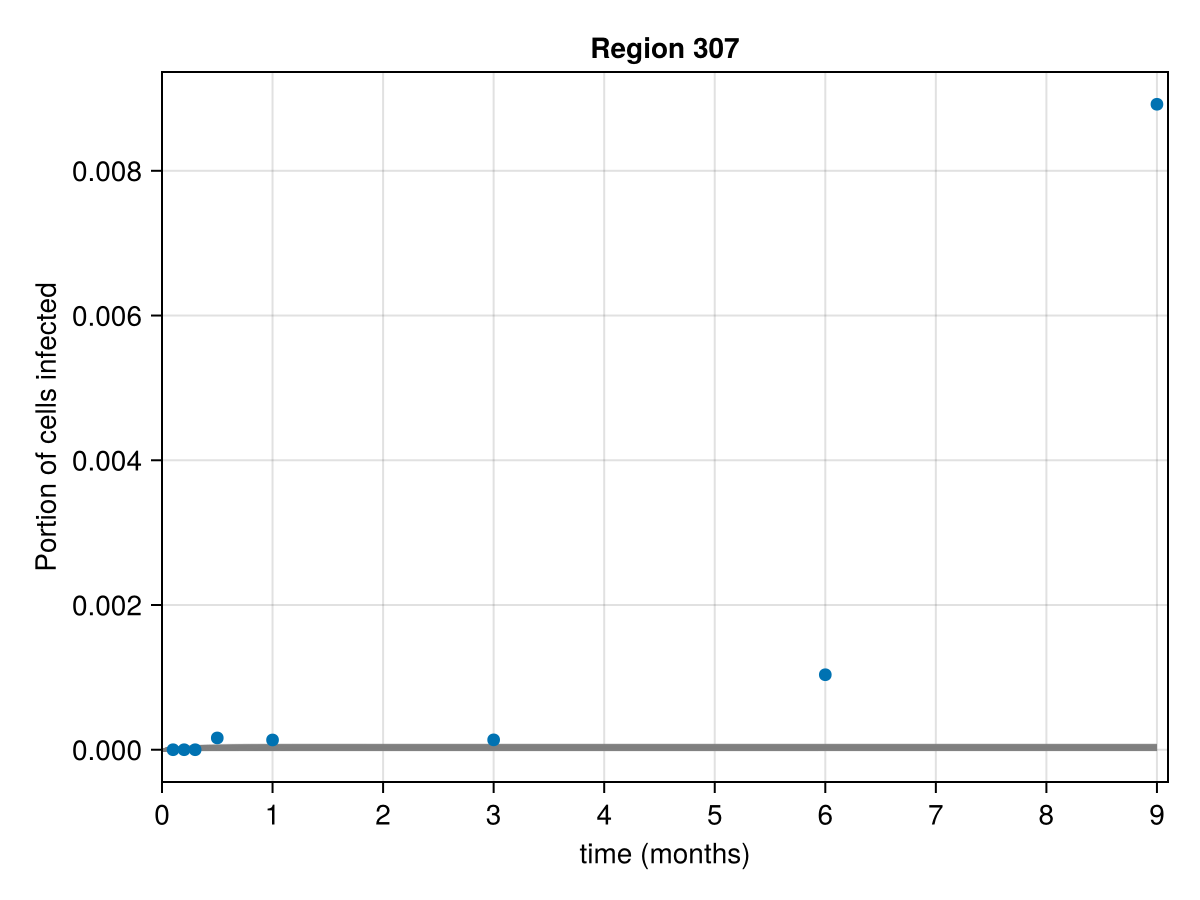 Region 307
Portion of cells infected
0.008
0.006
0.004
0.002
0.000
0 1 2 3 4 5 6 7 8 9
time (months)